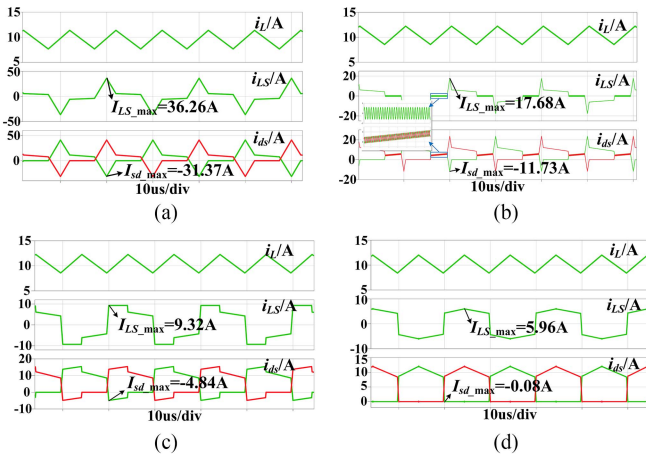 15
10
5
i_L/A
50
0
-50
i_LS/A
I_LS_max=36.26A
50
0
i_ds/A
I_sd_max=-31.37A
10us/div
(a)
15
10
5
i_L/A
20
0
-20
i_LS/A
I_LS_max=17.68A
20
0
-20
i_ds/A
I_sd_max=-11.73A
10us/div
(b)
15
10
5
i_L/A
10
0
-10
i_LS/A
I_LS_max=9.32A
20
10
0
-10
i_ds/A
I_sd_max=-4.84A
10us/div
(c)
15
10
5
i_L/A
10
0
-10
i_LS/A
I_LS_max=5.96A
15
10
5
0
i_ds/A
I_sd_max=-0.08A
10us/div
(d)